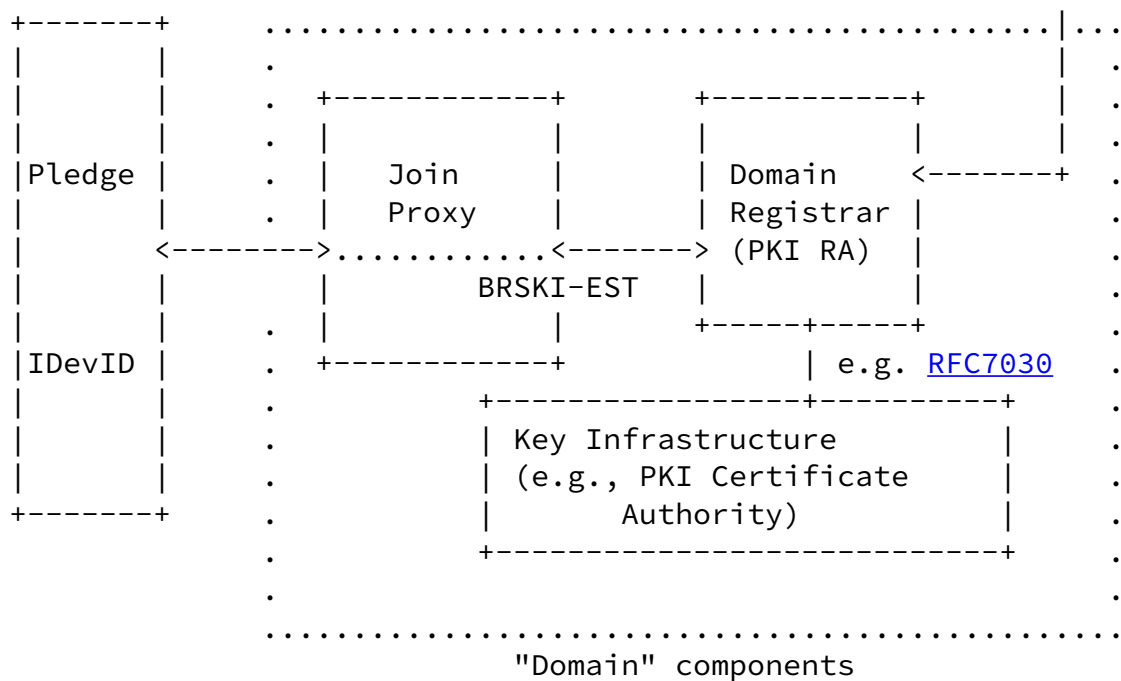 Pledge Join Domain
Proxy Registrar
(PKI RA)
BRSKI-EST
IDevID e.g. RFC7030
Key Infrastructure
(e.g., PKI Certificate
Authority)
"Domain" components